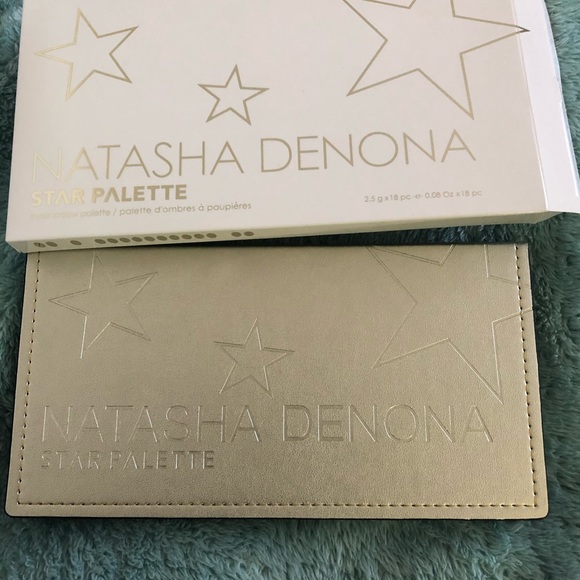 NATASHA DENONA
STAR PALETTE
palette / palette d'ombres à paupières
2.5 g x 18 pc ℮ 0.08 Oz x 18 pc
NATASHA DENONA
STAR PALETTE